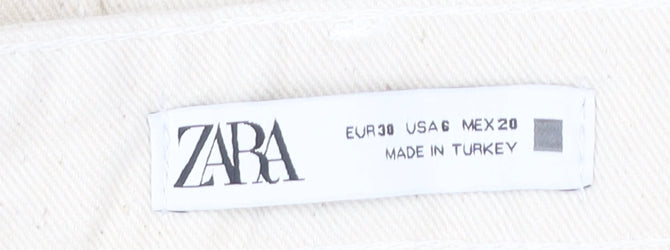 ZARA
EUR 38 USA 6 MEX 28
MADE IN TURKEY